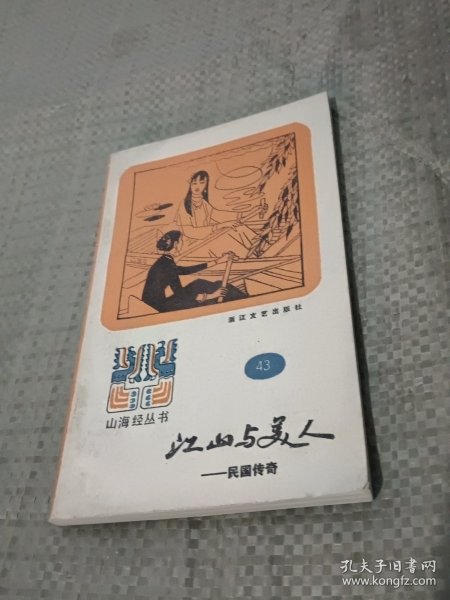 浙江文艺出版社
43
山海经丛书
江山与美人
——民国传奇
孔夫子旧书网
www.kongfz.com